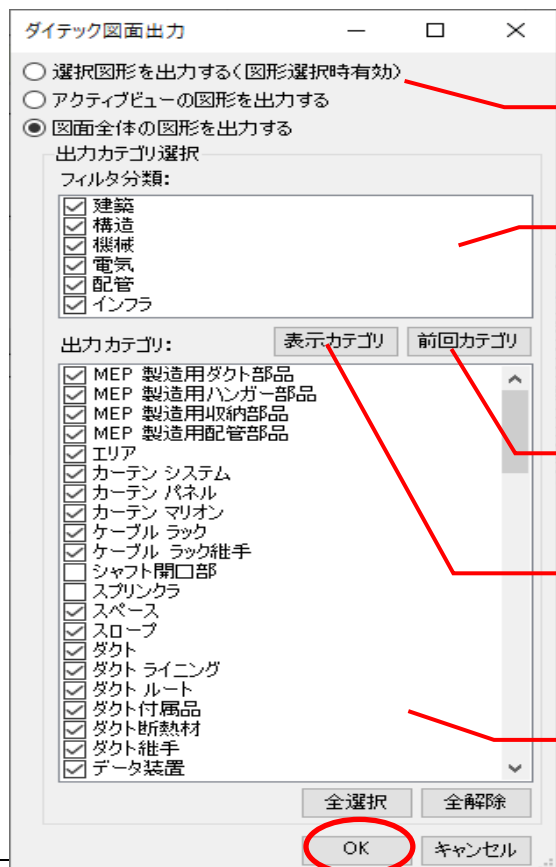 ダイテック図面出力
選択図形を出力する(図形選択時有効)
アクティブビューの図形を出力する
図面全体の図形を出力する
出力カテゴリ選択
フィルタ分類:
建築
構造
機械
電気
配管
インフラ
出力カテゴリ:
表示カテゴリ
前回カテゴリ
MEP 製造用ダクト部品
MEP 製造用ハンガー部品
MEP 製造用収納部品
MEP 製造用配管部品
エリア
カーテン システム
カーテン パネル
カーテン マリオン
ケーブル ラック
ケーブル ラック継手
シャフト開口部
スプリンクラ
スペース
スロープ
ダクト
ダクト ライニング
ダクト ルート
ダクト付属品
ダクト断熱材
ダクト継手
データ装置
全選択
全解除
OK
キャンセル